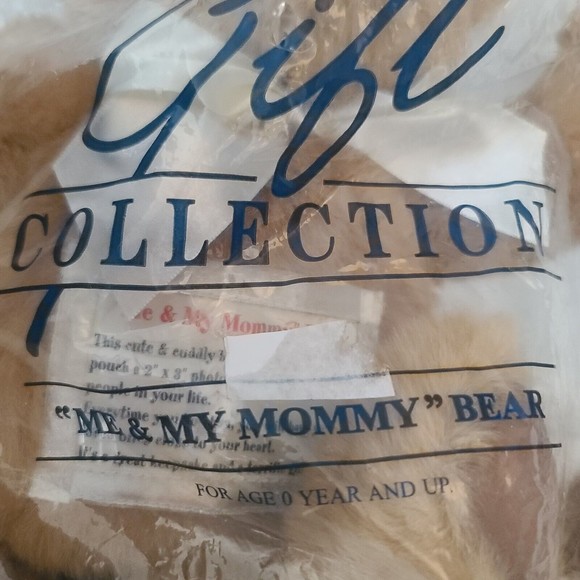 Gift
COLLECTION
& My Mommy
This cute & cuddly
pouch a 2" x 3" photo
people in your life.
"ME & MY MOMMY" BEAR
your heart.
FOR AGE 0 YEAR AND UP.